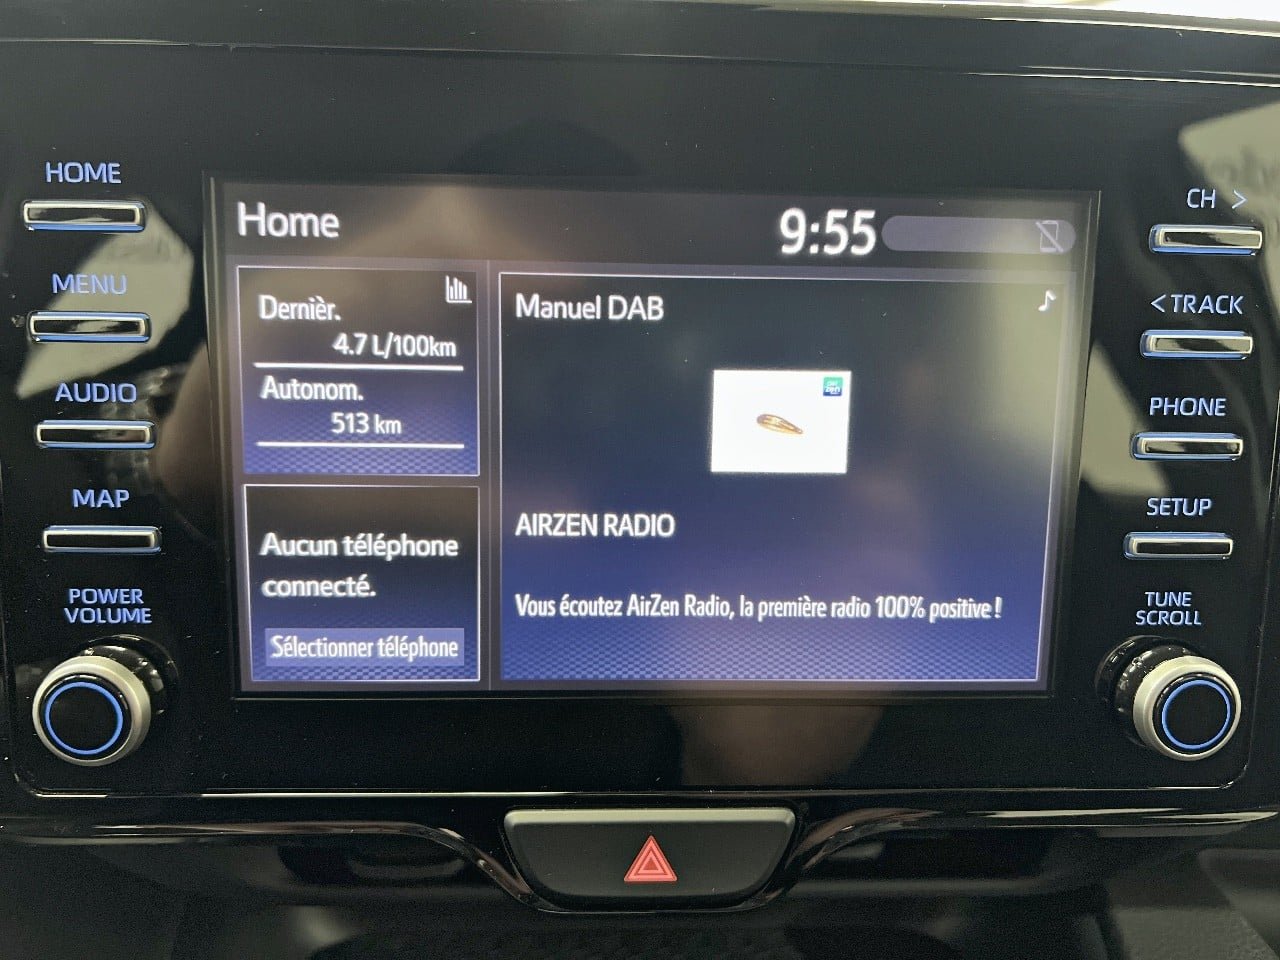 HOME
MENU
AUDIO
MAP
POWER
VOLUME
Home
9:55
Dernièr.
4.7 L/100km
Autonom.
513 km
Aucun téléphone
connecté.
Sélectionner téléphone
Manuel DAB
AIRZEN RADIO
Vous écoutez AirZen Radio, la première radio 100% positive !
CH >
< TRACK
PHONE
SETUP
TUNE
SCROLL